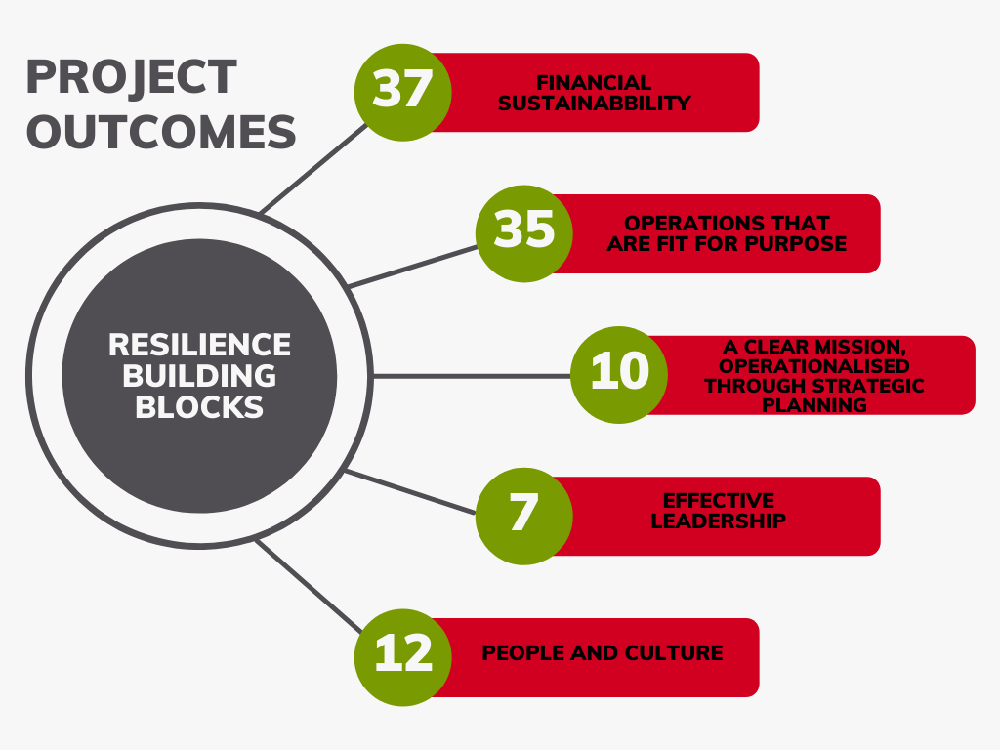 PROJECT
OUTCOMES
37
FINANCIAL
SUSTAINABBILITY
35
OPERATIONS THAT
ARE FIT FOR PURPOSE
RESILIENCE
BUILDING
BLOCKS
10
A CLEAR MISSION,
OPERATIONALISED
THROUGH STRATEGIC
PLANNING
7
EFFECTIVE
LEADERSHIP
12
PEOPLE AND CULTURE